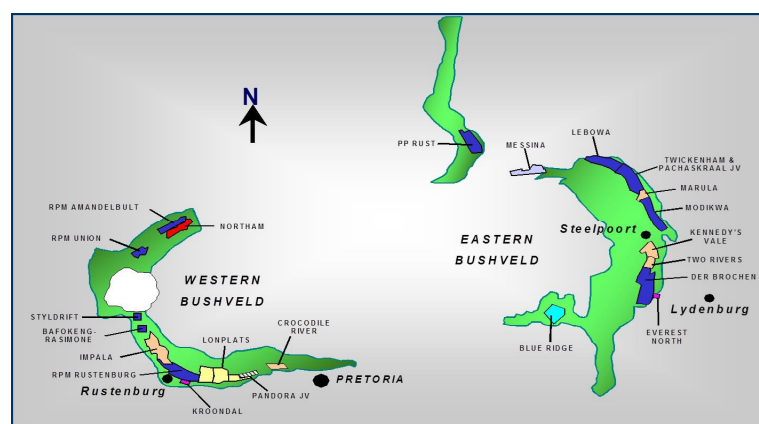 N
PP RUST
MESSINA
LEBOWA
TWICKENHAM &
PACHASKRAAL JV
MARULA
MODIKWA
Steelpoort
KENNEDY'S
VALE
TWO RIVERS
DER BROCHEN
Lydenburg
EVEREST
NORTH
BLUE RIDGE
EASTERN
BUSHVELD
RPM AMANDELBULT
NORTHAM
RPM UNION
WESTERN
BUSHVELD
STYLDRIFT
BAFOKENG-
RASIMONE
IMPALA
RPM RUSTENBURG
Rustenburg
KROONDAL
LONPLATS
CROCODILE
RIVER
PANDORA JV
PRETORIA